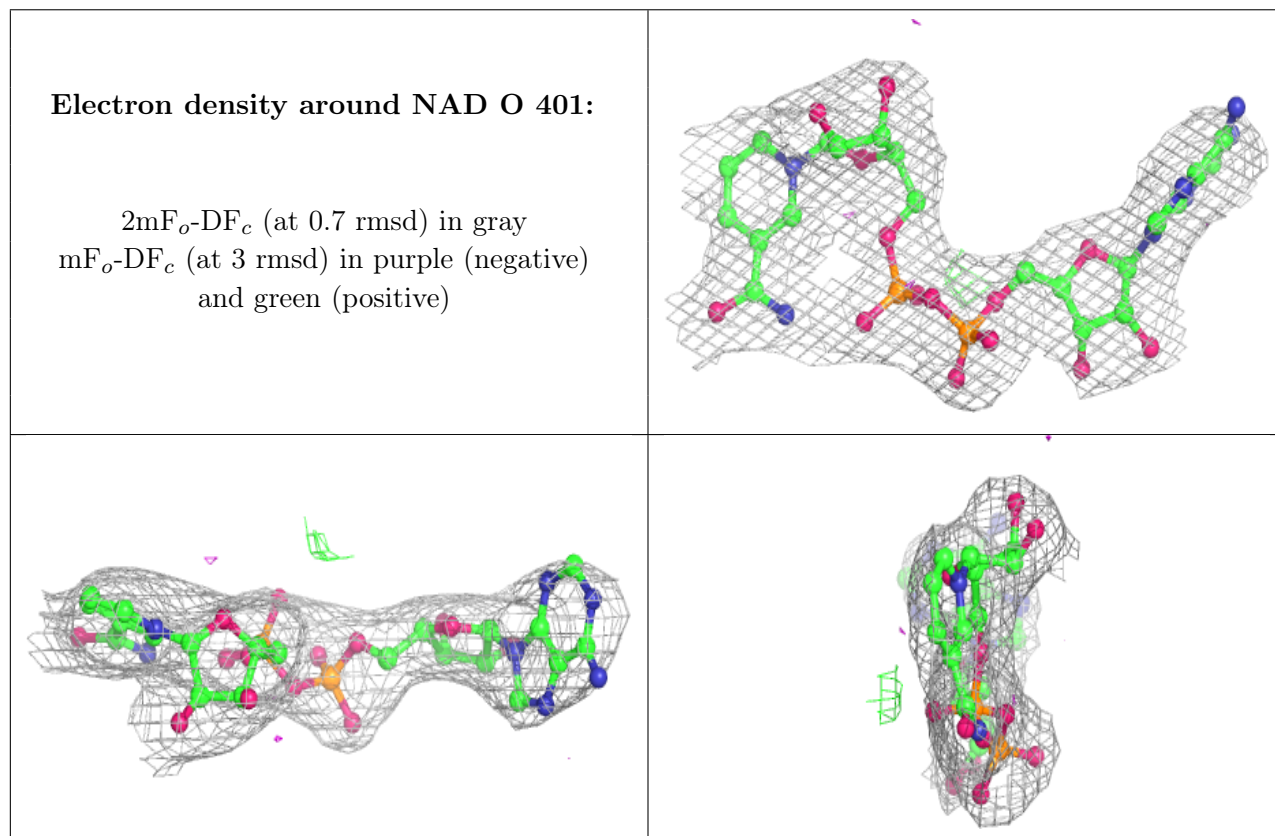 Electron density around NAD O 401:
2mFo-DFc (at 0.7 rmsd) in gray
mFo-DFc (at 3 rmsd) in purple (negative)
and green (positive)